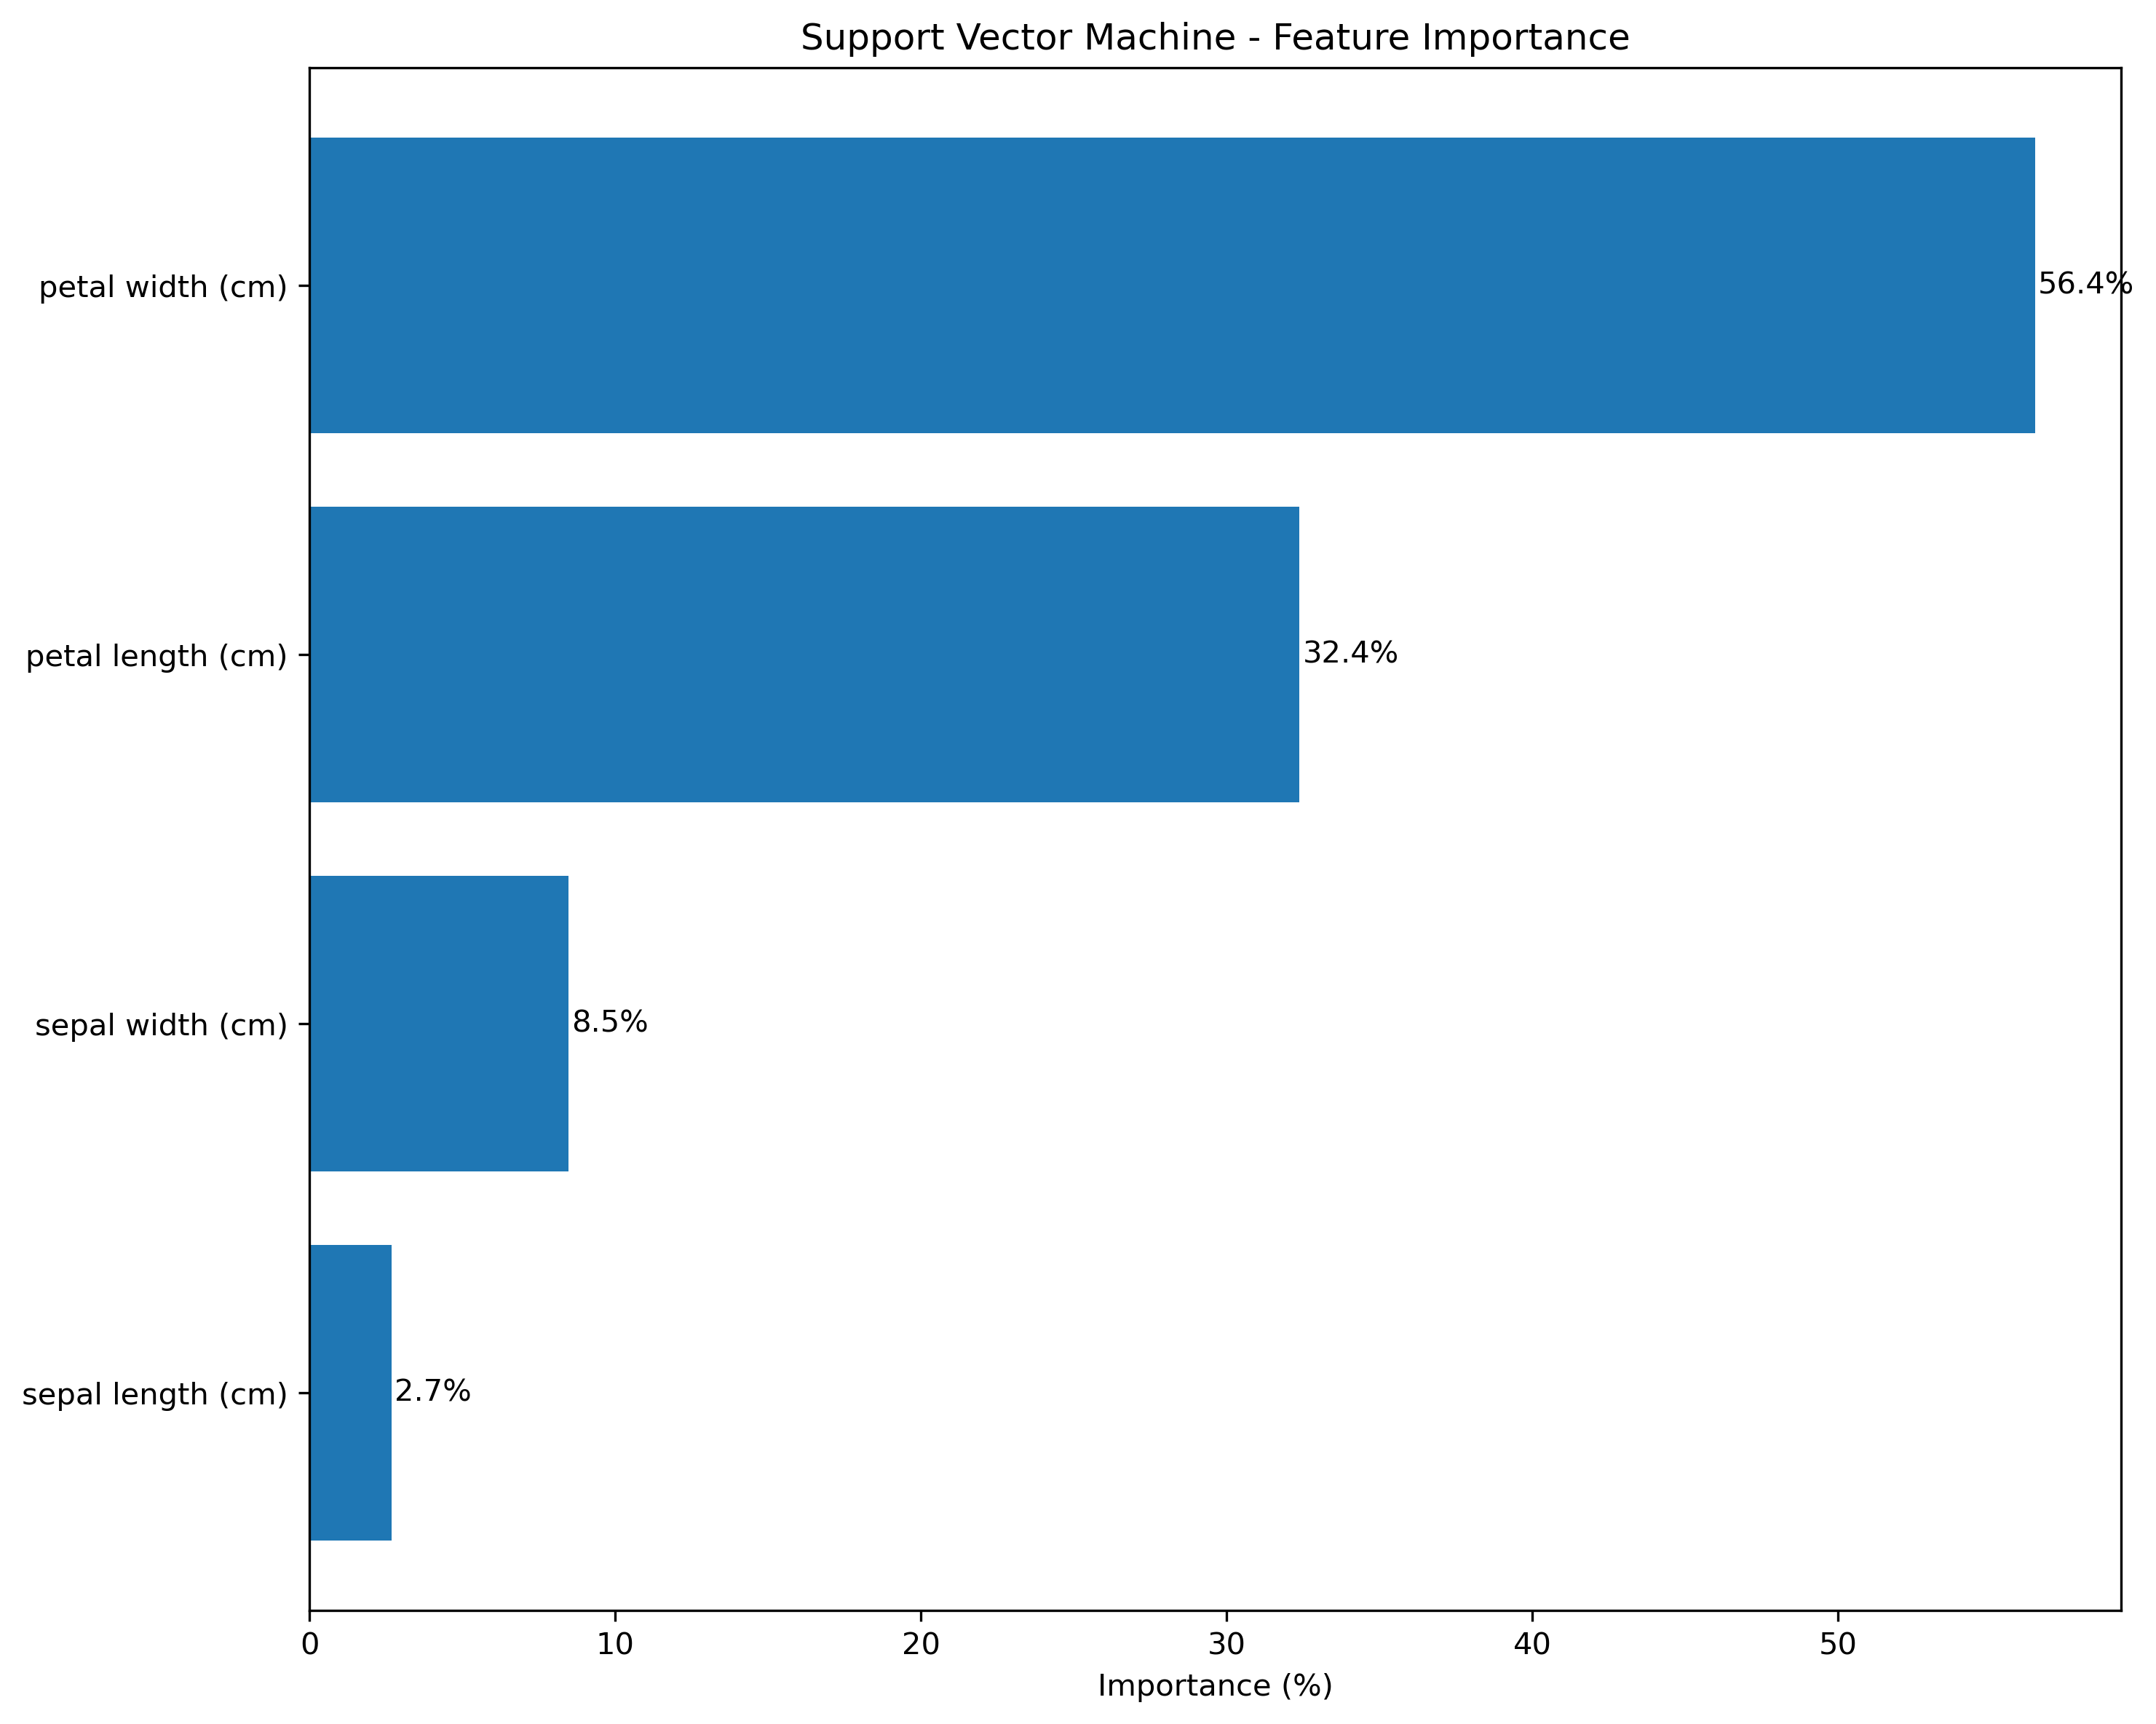 Support Vector Machine - Feature Importance
petal width (cm)
56.4%
petal length (cm)
32.4%
sepal width (cm)
8.5%
sepal length (cm)
2.7%
0 10 20 30 40 50
Importance (%)